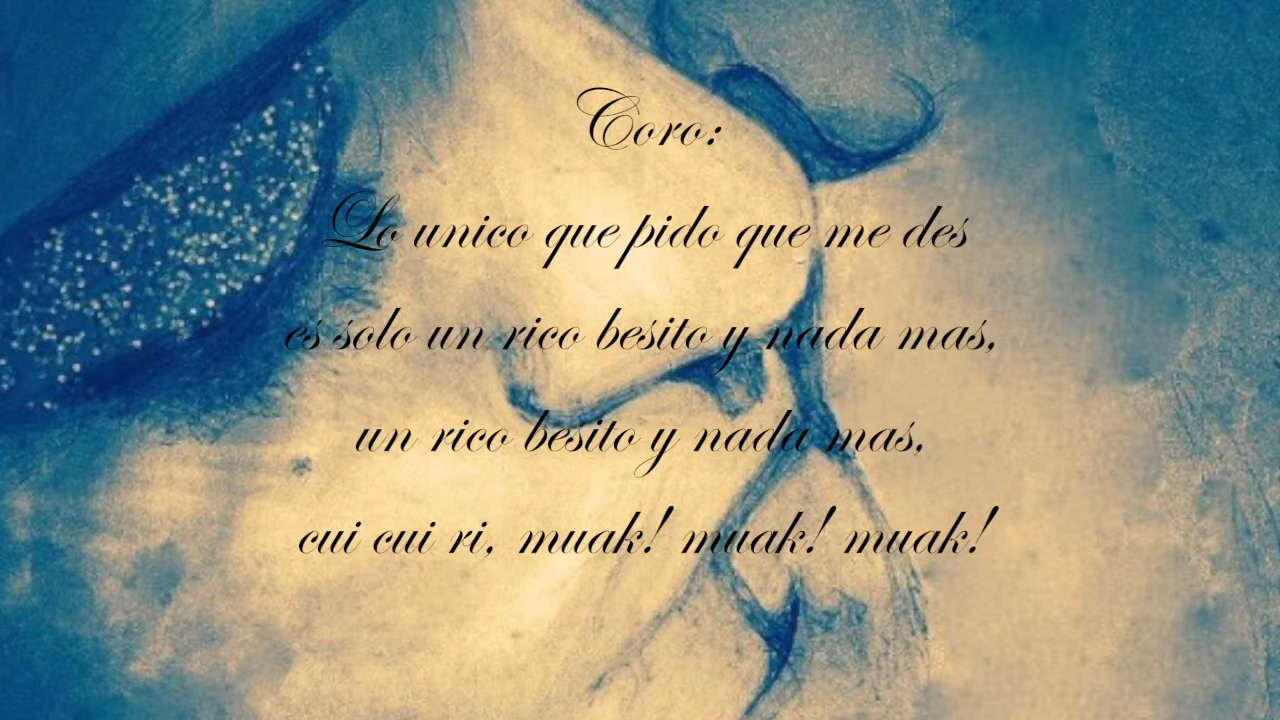 Coro:
Lo unico que pido que me des
es solo un rico besito y nada mas,
un rico besito y nada mas,
cui cui ri, muak! muak! muak!